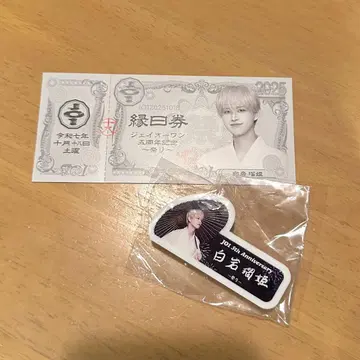 令和七年
十月十八日
土曜
2025
縁日券
ジェイオーワン
五周年記念
~祭り~
白岩瑠姫
JO1 5th Anniversary
白岩瑠姫
~祭り~